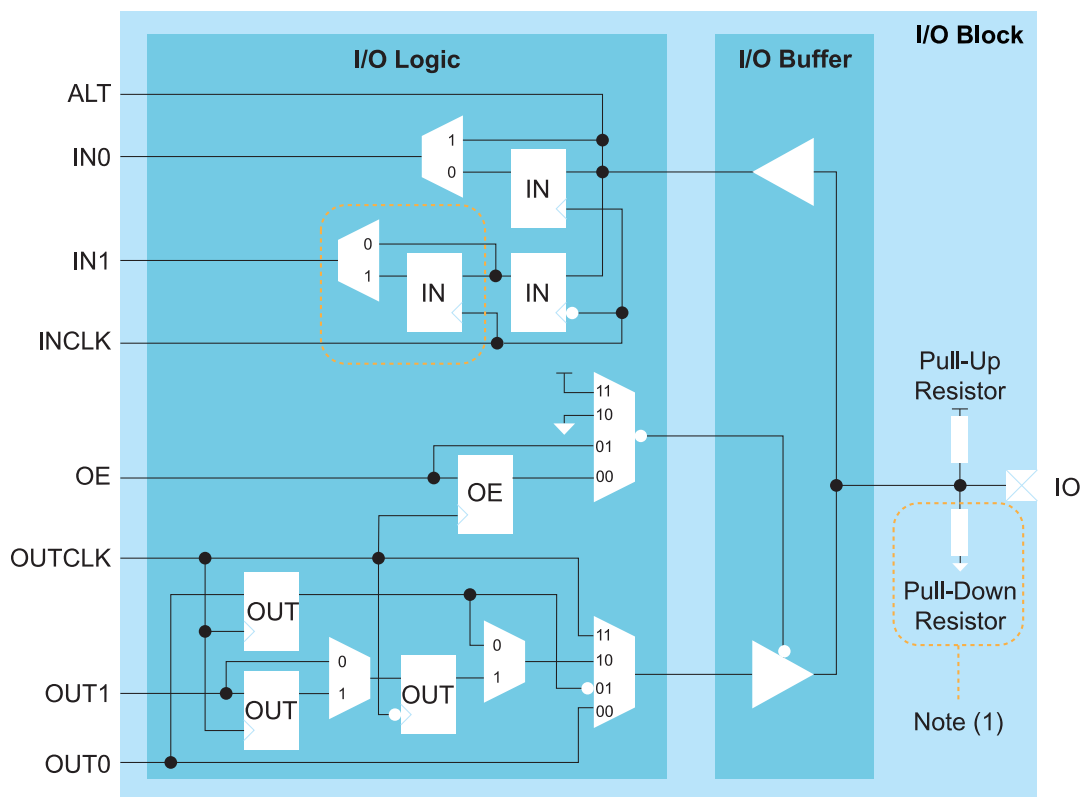 I/O Block
I/O Logic
I/O Buffer
ALT
1
IN0
0
IN
0
IN1
1
IN
IN
INCLK
Pull-Up
Resistor
11
10
01
OE
00
OE
IO
OUTCLK
Pull-Down
Resistor
OUT
11
0
0
10
1
OUT1
1
OUT
01
OUT
00
Note (1)
OUT0